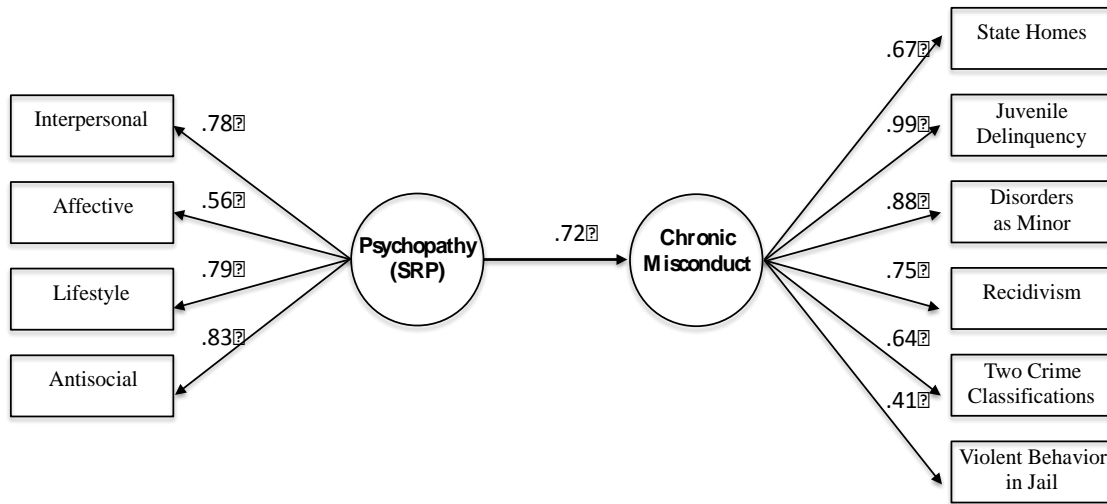 Interpersonal
Affective
Lifestyle
Antisocial
.78
.56
.79
.83
Psychopathy
(SRP)
.72
Chronic
Misconduct
.67
.99
.88
.75
.64
.41
State Homes
Juvenile
Delinquency
Disorders
as Minor
Recidivism
Two Crime
Classifications
Violent Behavior
in Jail